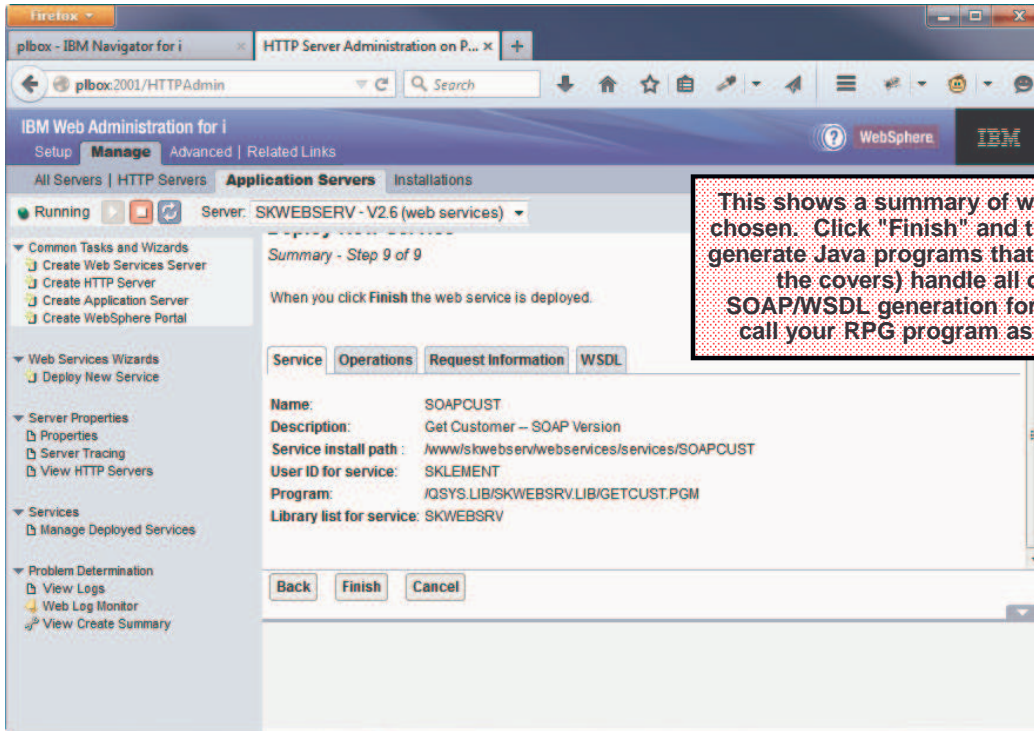 Firefox
plbox - IBM Navigator for i
HTTP Server Administration on P...
plbox:2001/HTTPAdmin
Search
IBM Web Administration for i
WebSphere.
IBM
Setup Manage Advanced | Related Links
All Servers | HTTP Servers Application Servers Installations
Running Server: SKWEBSERV - V2.6 (web services)
Common Tasks and Wizards
Create Web Services Server
Create HTTP Server
Create Application Server
Create WebSphere Portal
Web Services Wizards
Deploy New Service
Server Properties
Properties
Server Tracing
View HTTP Servers
Services
Manage Deployed Services
Problem Determination
View Logs
Web Log Monitor
View Create Summary
Deploy New Service
Summary - Step 9 of 9
When you click Finish the web service is deployed.
Service Operations Request Information WSDL
Name: SOAPCUST
Description: Get Customer -- SOAP Version
Service install path : /www/skwebserv/webservices/services/SOAPCUST
User ID for service: SKLEMENT
Program: /QSYS.LIB/SKWEBSRV.LIB/GETCUST.PGM
Library list for service: SKWEBSRV
Back Finish Cancel
This shows a summary of
chosen. Click "Finish" and
generate Java programs that
the covers) handle all
SOAP/WSDL generation for
call your RPG program as